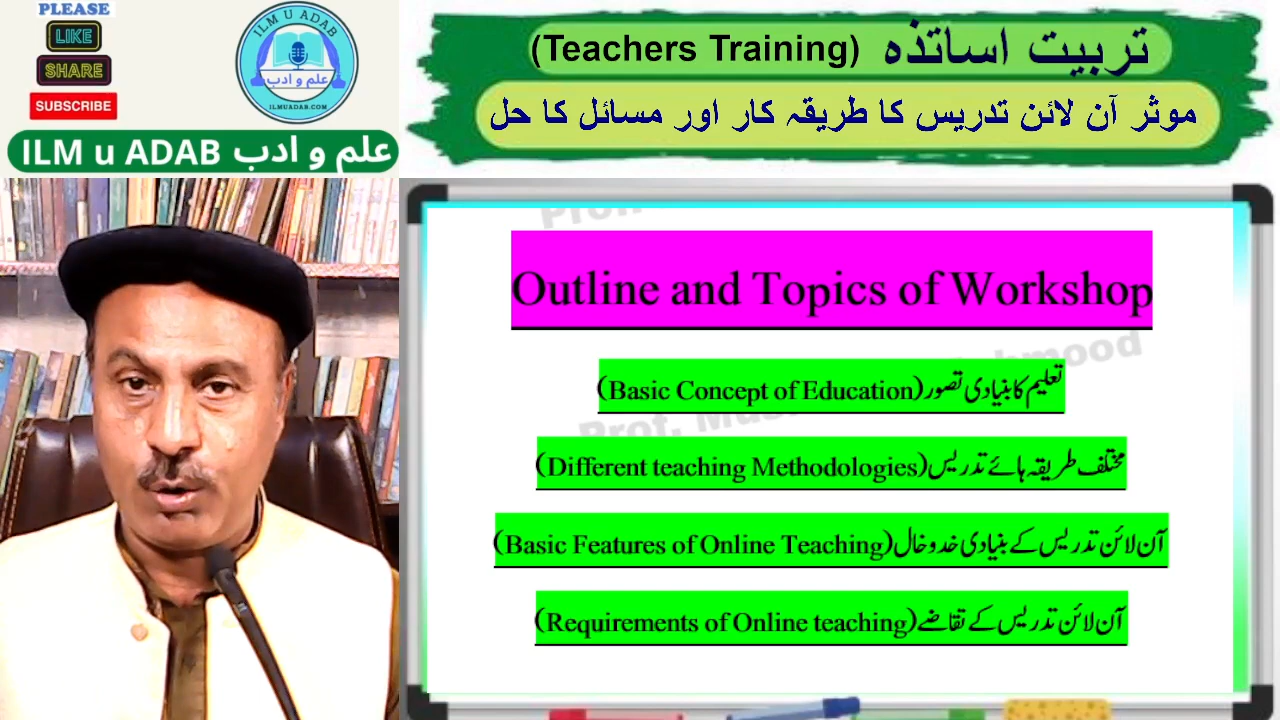 PLEASE
LIKE
SHARE
SUBSCRIBE
ILM U ADAB
علم و ادب
ILMUADAB.COM
ILM u ADAB علم و ادب
تربیت اساتذہ (Teachers Training)
موثر آن لائن تدریس کا طریقہ کار اور مسائل کا حل
Outline and Topics of Workshop
تعلیم کا بنیادی تصور (Basic Concept of Education)
مختلف طریقہ ہائے تدریس (Different teaching Methodologies)
آن لائن تدریس کے بنیادی خدوخال (Basic Features of Online Teaching)
آن لائن تدریس کے تقاضے (Requirements of Online teaching)
Prof.